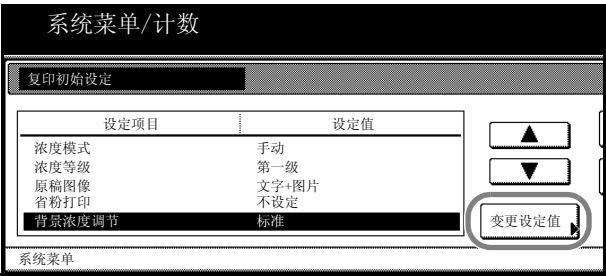 系统菜单/计数
复印初始设定
设定项目 设定值
浓度模式 手动
浓度等级 第一级
原稿图像 文字+图片
省粉打印 不设定
背景浓度调节 标准
变更设定值
系统菜单